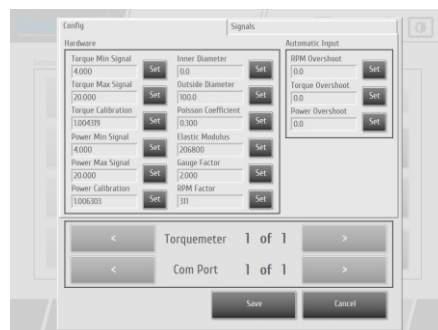 Config
Signals
Hardware
Automatic Input
Torque Min Signal
4.000
Set
Torque Max Signal
20.000
Set
Torque Calibration
1.004319
Set
Power Min Signal
4.000
Set
Power Max Signal
20.000
Set
Power Calibration
1.006303
Set
Inner Diameter
0.0
Set
Outside Diameter
100.0
Set
Poisson Coefficient
0.300
Set
Elastic Modulus
206800
Set
Gauge Factor
2.000
Set
RPM Factor
311
Set
RPM Overshoot
0.0
Set
Torque Overshoot
0.0
Set
Power Overshoot
0.0
Set
< Torquemeter 1 of 1 >
< Com Port 1 of 1 >
Save Cancel